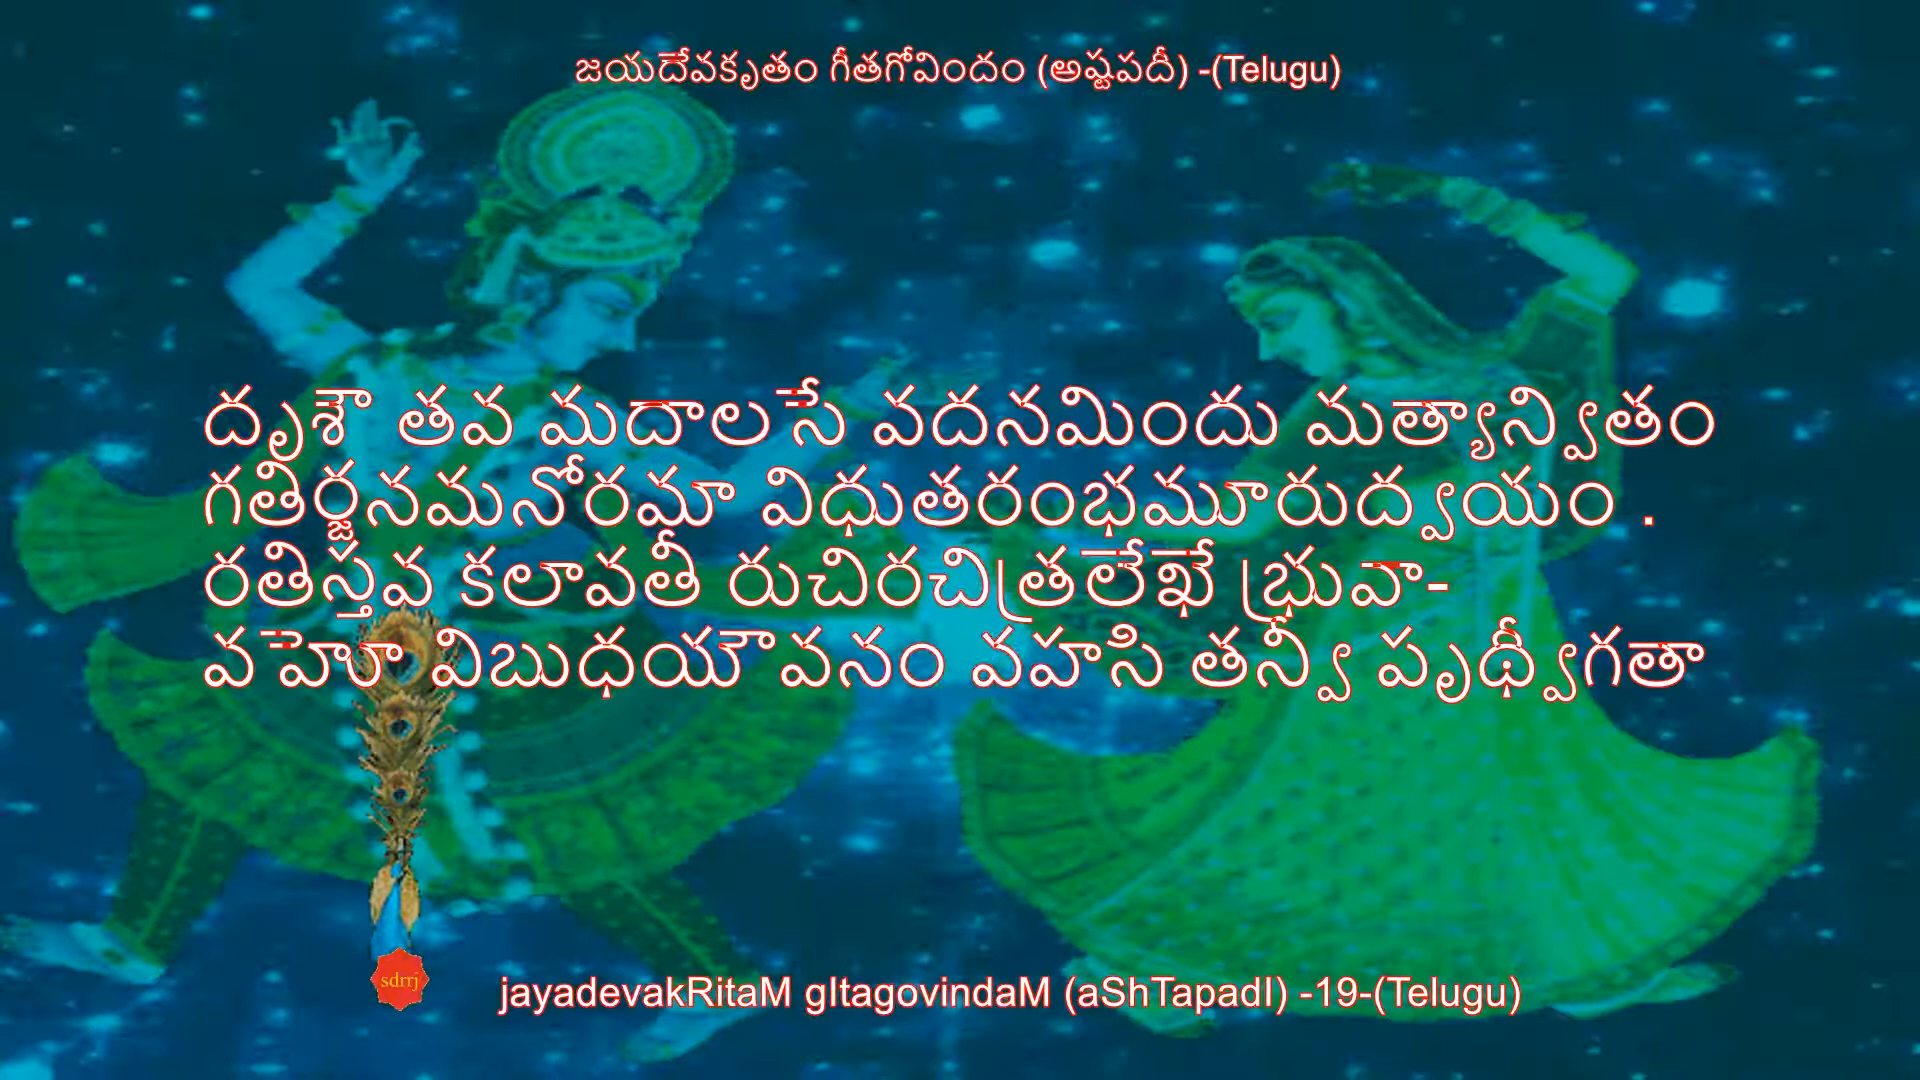 జయదేవకృతం గీతగోవిందం (అష్టపదీ) -(Telugu)
దృశౌ తవ మదాలసే వదనమిందు మత్యాన్వితం
గతిర్జనమనోరమా విధుతరంభమూరుద్వయం .
రతిస్తవ కలావతీ రుచిరచిత్రలేఖే భ్రువా-
వహో విబుధయౌవనం వహసి తన్వీ పృథ్వీగతా
sdrrj
jayadevakRitaM gItagovindaM (aShTapadI) -19-(Telugu)